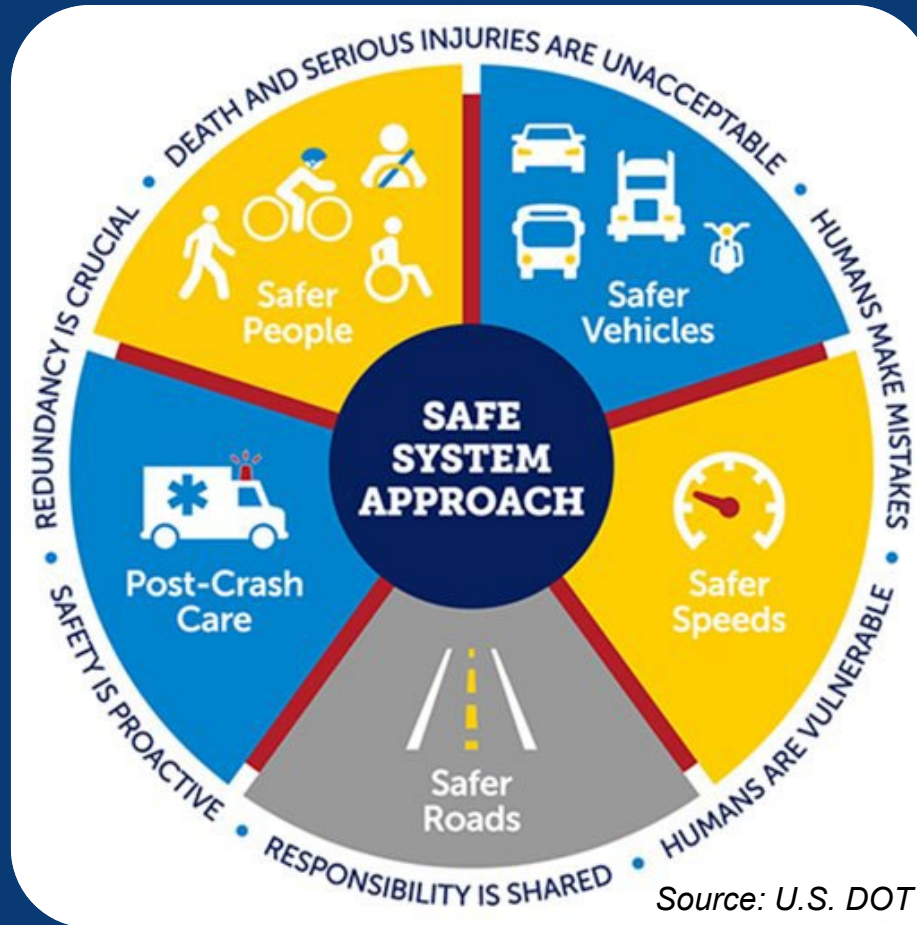 DEATH AND SERIOUS INJURIES ARE UNACCEPTABLE
HUMANS MAKE MISTAKES
HUMANS ARE VULNERABLE
RESPONSIBILITY IS SHARED
SAFETY IS PROACTIVE
REDUNDANCY IS CRUCIAL
Safer
People
Safer
Vehicles
SAFE
SYSTEM
APPROACH
Post-Crash
Care
Safer
Speeds
Safer
Roads
Source: U.S. DOT